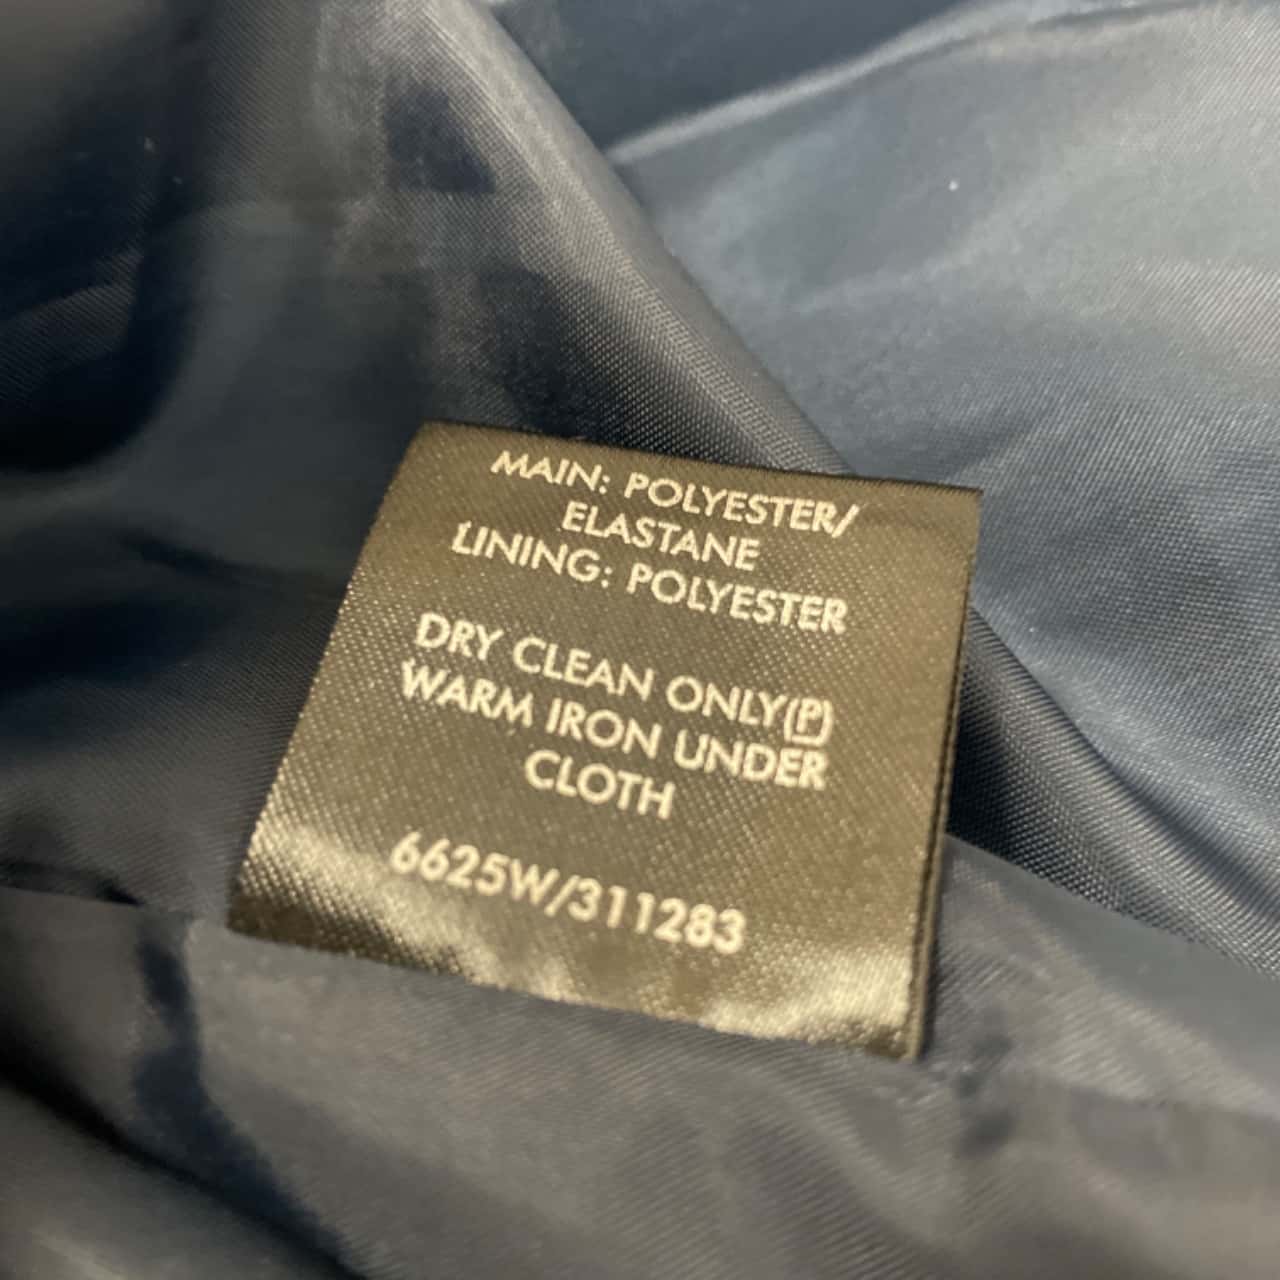 MAIN: POLYESTER/
ELASTANE
LINING: POLYESTER
DRY CLEAN ONLY(P)
WARM IRON UNDER
CLOTH
6625W/311283